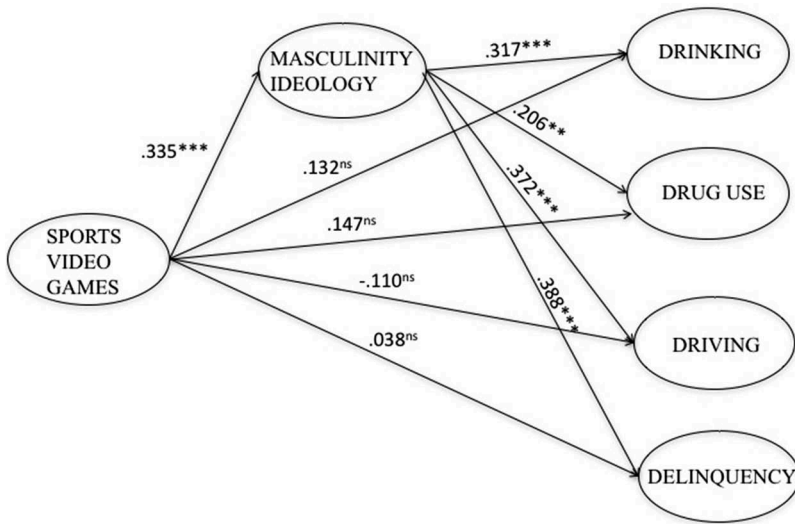 MASCULINITY
IDEOLOGY
.317***
DRINKING
.206**
.335***
.132ns
.372***
DRUG USE
.147ns
SPORTS
VIDEO
GAMES
-.110ns
.388***
.038ns
DRIVING
DELINQUENCY